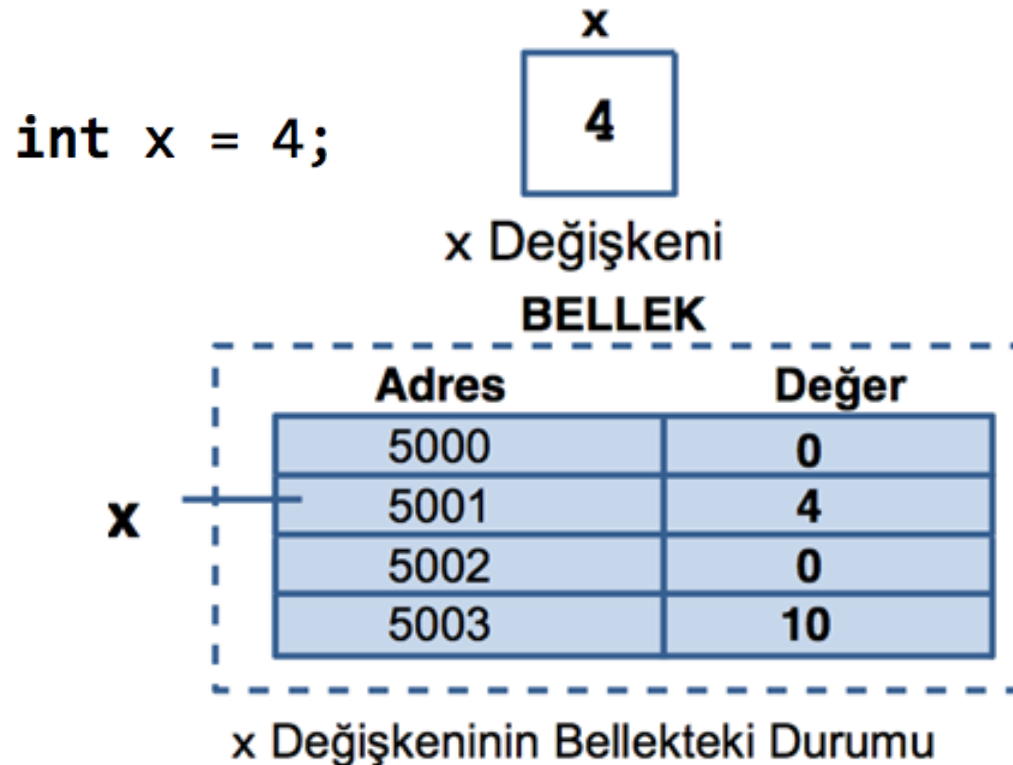 x
int x = 4;
4
x Değişkeni
BELLEK
Adres Değer
5000 0
x 5001 4
5002 0
5003 10
x Değişkeninin Bellekteki Durumu